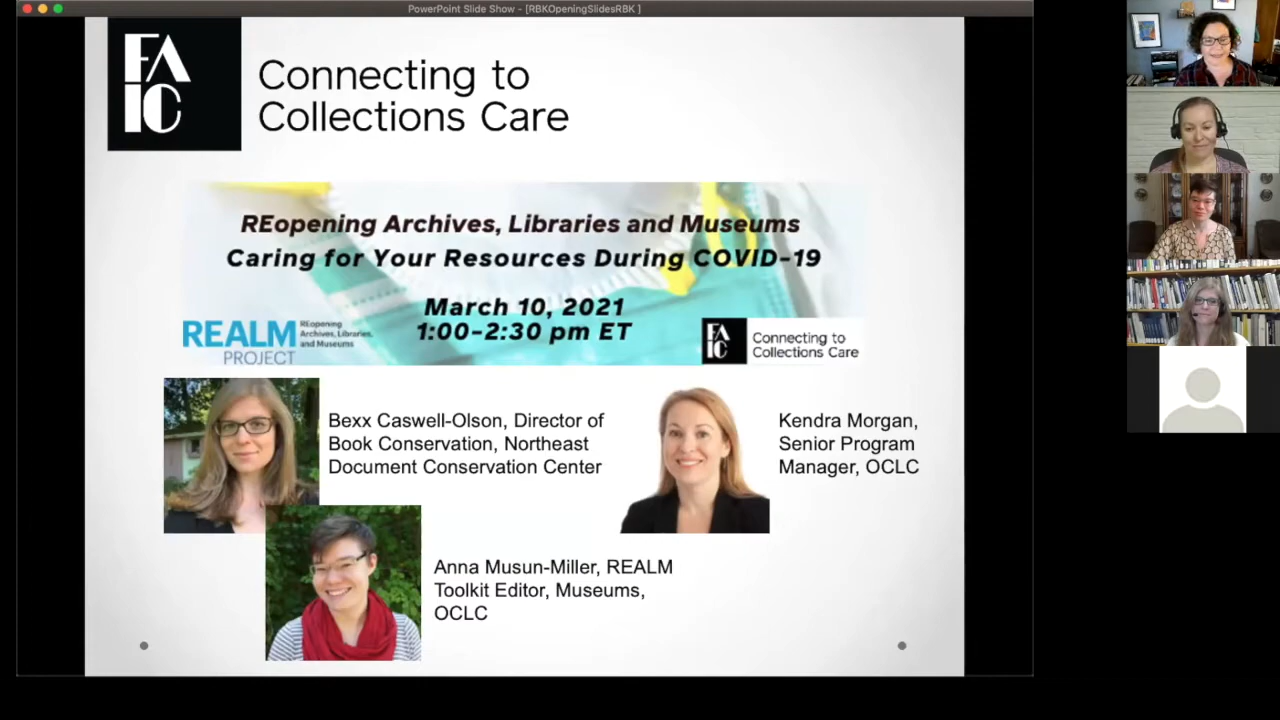 PowerPoint Slide Show - [RBKOpeningSlidesRBK ]
FA
IC
Connecting to
Collections Care
REopening Archives, Libraries and Museums
Caring for Your Resources During COVID-19
March 10, 2021
1:00-2:30 pm ET
REALM
PROJECT
REopening
Archives, Libraries,
and Museums
FA
IC
Connecting to
Collections Care
Bexx Caswell-Olson, Director of
Book Conservation, Northeast
Document Conservation Center
Kendra Morgan,
Senior Program
Manager, OCLC
Anna Musun-Miller, REALM
Toolkit Editor, Museums,
OCLC